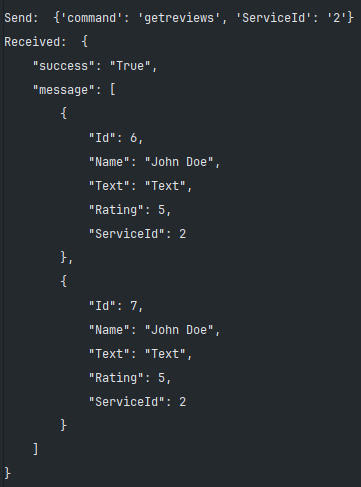 Send:  {'command': 'getreviews', 'ServiceId': '2'}
Received:  {
    "success": "True",
    "message": [
        {
            "Id": 6,
            "Name": "John Doe",
            "Text": "Text",
            "Rating": 5,
            "ServiceId": 2
        },
        {
            "Id": 7,
            "Name": "John Doe",
            "Text": "Text",
            "Rating": 5,
            "ServiceId": 2
        }
    ]
}